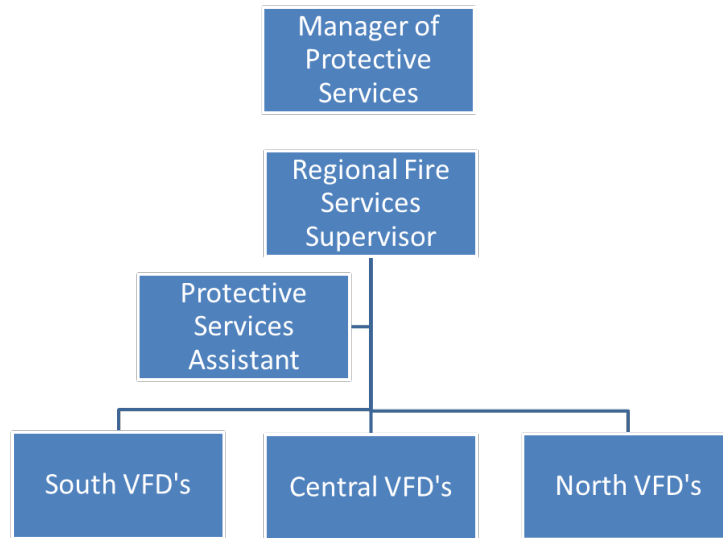 Manager of
Protective
Services
Regional Fire
Services
Supervisor
Protective
Services
Assistant
South VFD's
Central VFD's
North VFD's